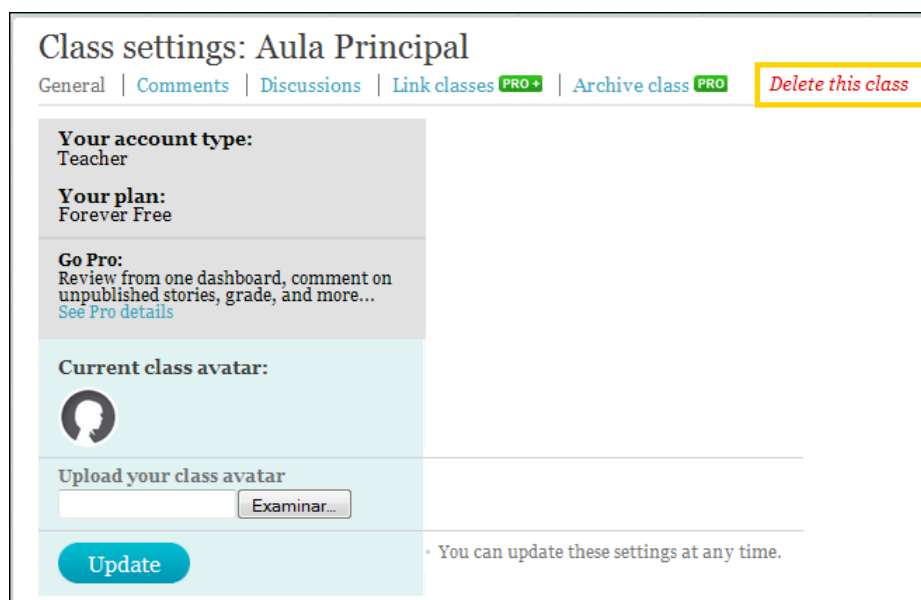 Class settings: Aula Principal
General | Comments | Discussions | Link classes PRO+ | Archive class PRO Delete this class
Your account type:
Teacher
Your plan:
Forever Free
Go Pro:
Review from one dashboard, comment on
unpublished stories, grade, and more...
See Pro details
Current class avatar:
Upload your class avatar
Examinar...
Update
• You can update these settings at any time.